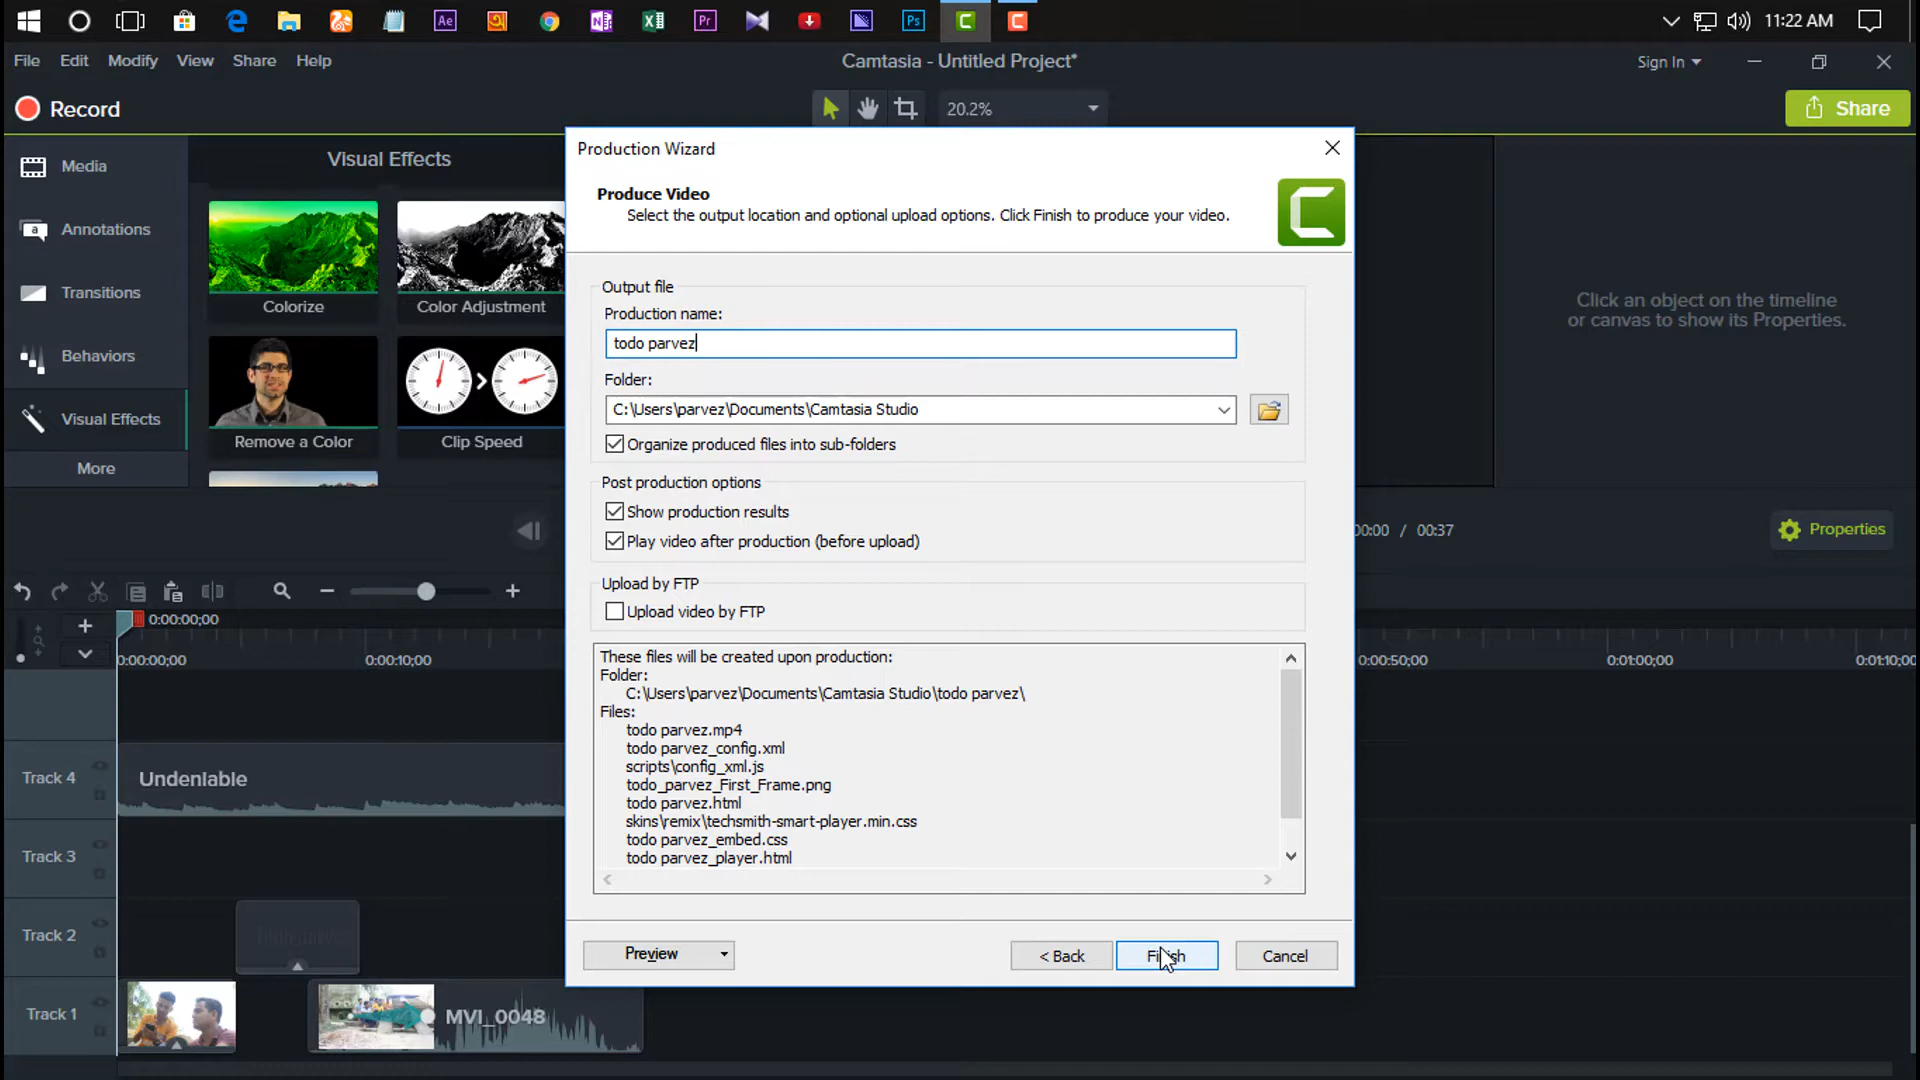 Ae
Pr
Ps
11:22 AM
File Edit Modify View Share Help
Camtasia - Untitled Project*
Sign In
Record
20.2%
Share
Media
Annotations
Transitions
Behaviors
Visual Effects
More
Visual Effects
Colorize
Color Adjustment
Remove a Color
Clip Speed
Production Wizard
Produce Video
Select the output location and optional upload options. Click Finish to produce your video.
Output file
Production name:
todo parvez
Folder:
C:\Users\parvez\Documents\Camtasia Studio
Organize produced files into sub-folders
Post production options
Show production results
Play video after production (before upload)
Upload by FTP
Upload video by FTP
These files will be created upon production:
Folder:
C:\Users\parvez\Documents\Camtasia Studio\todo parvez\
Files:
todo parvez.mp4
todo parvez_config.xml
scripts\config_xml.js
todo_parvez_First_Frame.png
todo parvez.html
skins\remix\techsmith-smart-player.min.css
todo parvez_embed.css
todo parvez_player.html
Preview
< Back
Finish
Cancel
Click an object on the timeline
or canvas to show its Properties.
00:00 / 00:37
Properties
0:00:00;00
0:00:00;00
0:00:10;00
0:00:50;00
0:01:00;00
0:01:10;00
Track 4
Undenlable
Track 3
Track 2
Track 1
MVI_0048